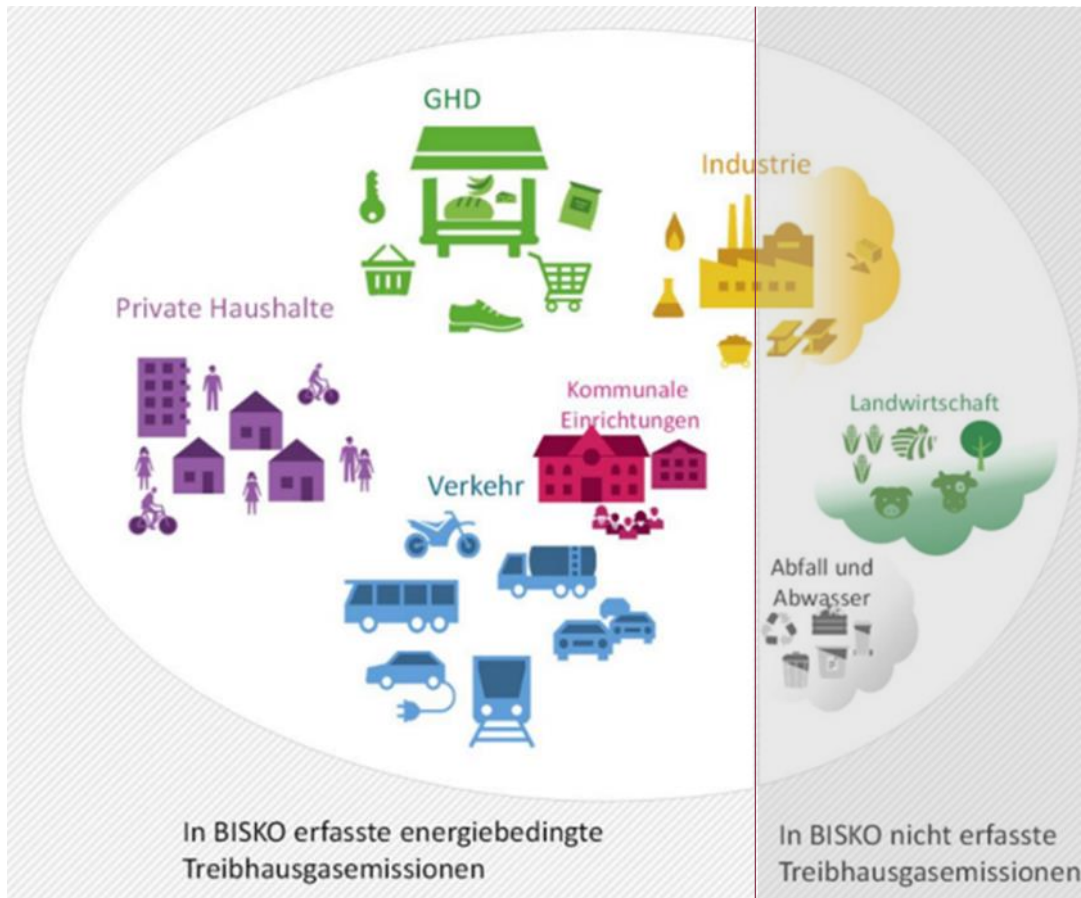 GHD
Industrie
Private Haushalte
Kommunale
Einrichtungen
Landwirtschaft
Verkehr
Abfall und
Abwasser
In BISKO erfasste energiebedingte
Treibhausgasemissionen
In BISKO nicht erfasste
Treibhausgasemissionen